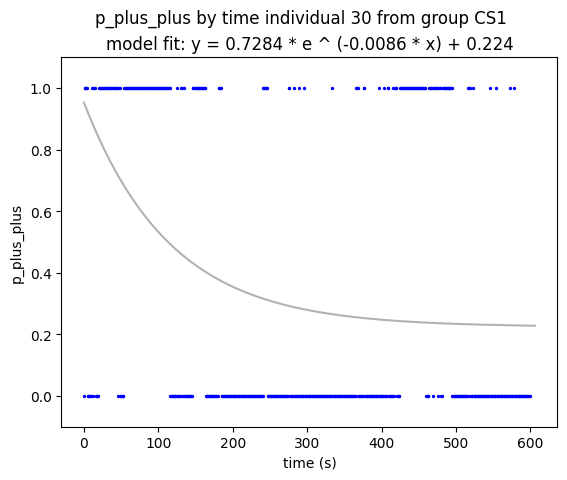 p_plus_plus by time individual 30 from group CS1
model fit: y = 0.7284 * e ^ (-0.0086 * x) + 0.224
1.0
0.8
0.6
0.4
0.2
0.0
p_plus_plus
0 100 200 300 400 500 600
time (s)